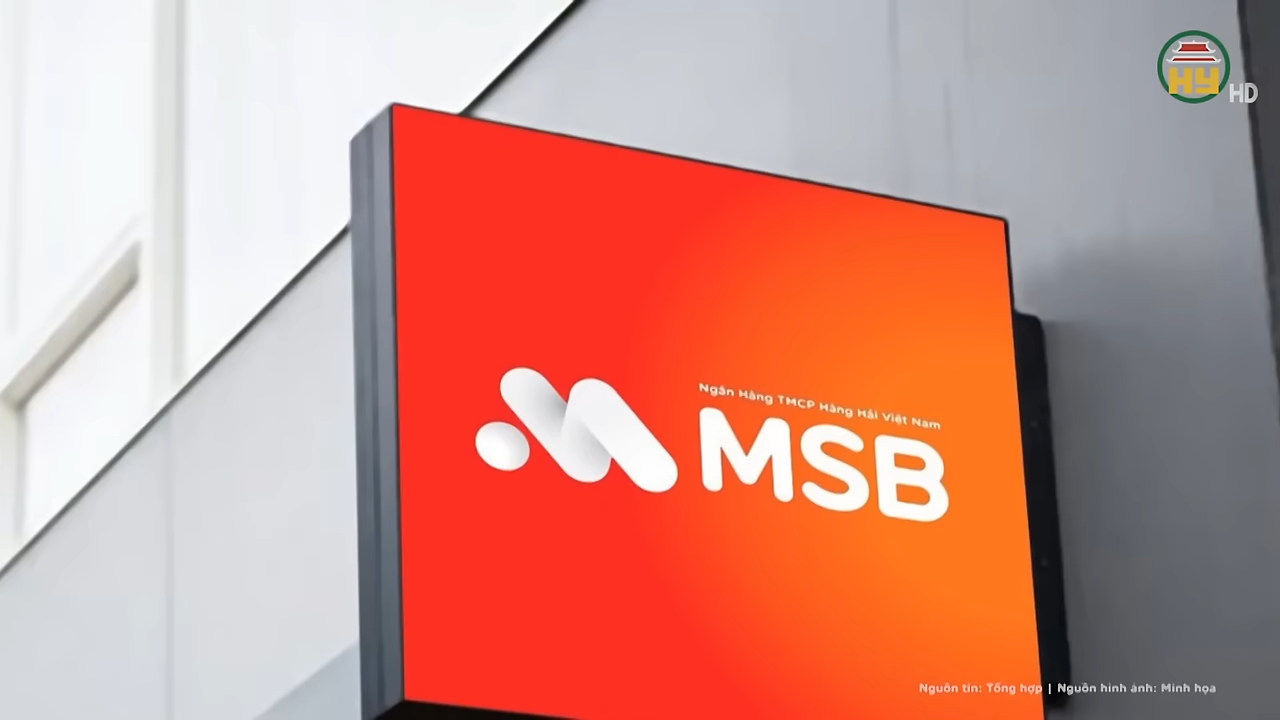 HY
HD
Ngân Hàng TMCP Hàng Hải Việt Nam
MSB
Nguồn tin: Tổng hợp | Nguồn hình ảnh: Minh họa